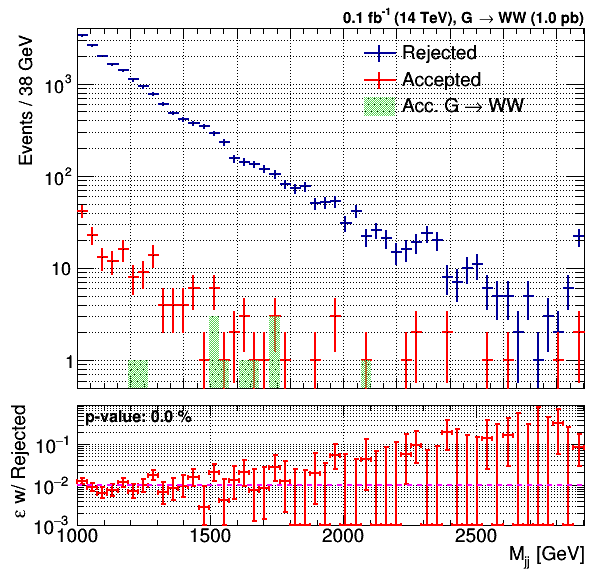 0.1 fb⁻¹ (14 TeV), G → WW (1.0 pb)
Events / 38 GeV
Rejected
Accepted
Acc. G → WW
10³
10²
10
1
p-value: 0.0 %
ε w/ Rejected
10⁻¹
10⁻²
10⁻³
1000 1500 2000 2500
M_jj [GeV]